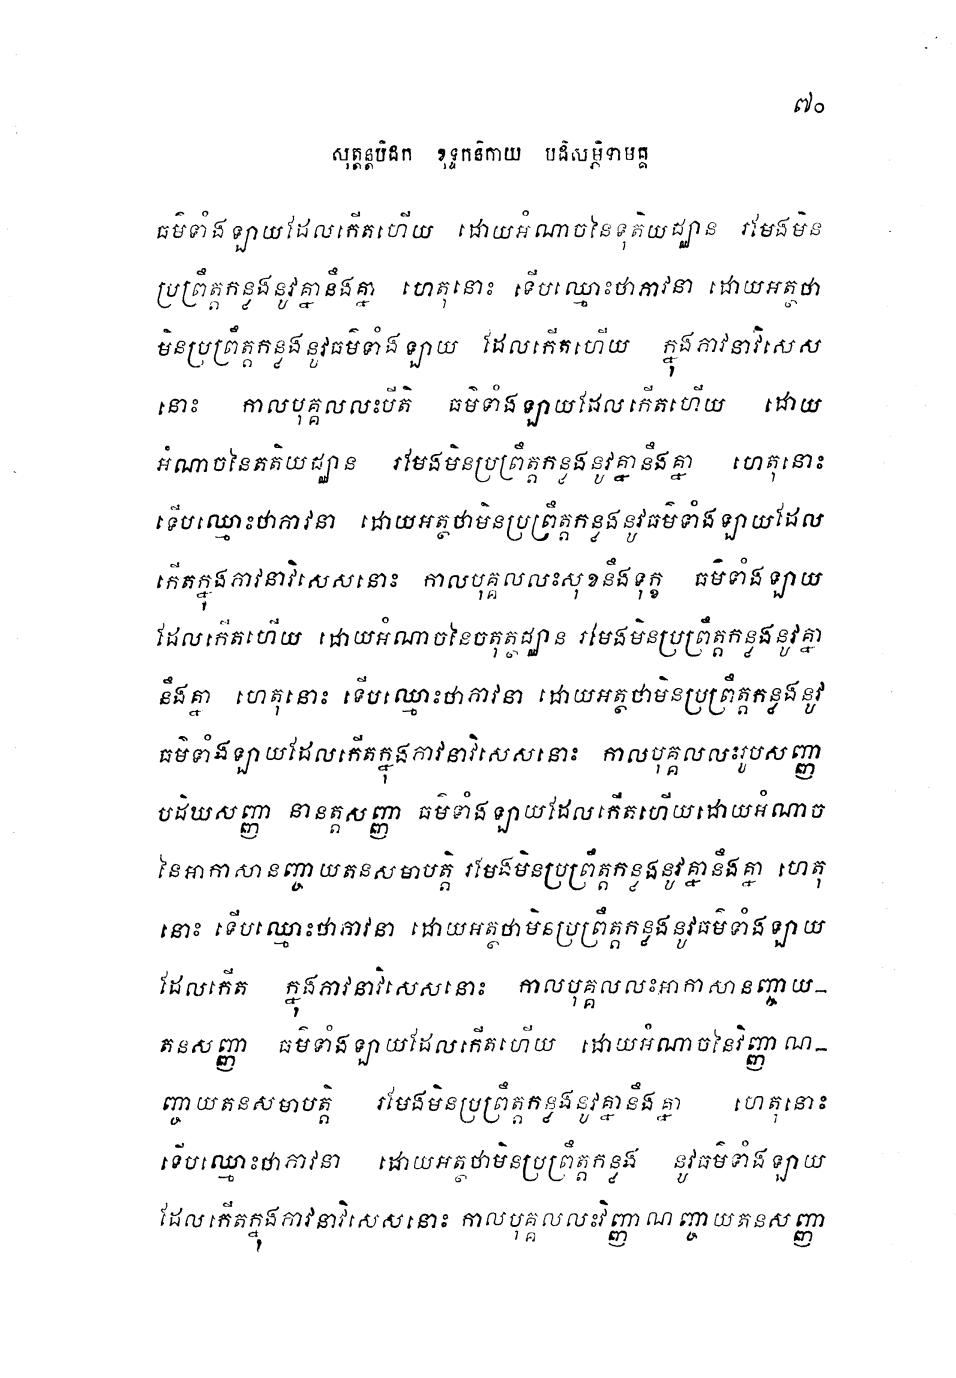 ៧០
សុត្តន្តបិដក ខុទ្ទកនិកាយ បដិសម្ភិទាមគ្គ
ធម៌ទាំងឡាយដែលកើតហើយ ដោយអំណាចនៃទុតិយជ្ឈាន រមែងមិន
ប្រព្រឹត្តកន្លងនូវគ្នានឹងគ្នា ហេតុនោះ ទើបឈ្មោះថាភាវនា ដោយអត្ថថា
មិនប្រព្រឹត្តកន្លងនូវធម៌ទាំងឡាយ ដែលកើតហើយ ក្នុងភាវនាវិសេស
នោះ កាលបុគ្គលលះបីតិ ធម៌ទាំងឡាយដែលកើតហើយ ដោយ
អំណាចនៃតតិយជ្ឈាន រមែងមិនប្រព្រឹត្តកន្លងនូវគ្នានឹងគ្នា ហេតុនោះ
ទើបឈ្មោះថាភាវនា ដោយអត្ថថាមិនប្រព្រឹត្តកន្លងនូវធម៌ទាំងឡាយដែល
កើតក្នុងភាវនាវិសេសនោះ កាលបុគ្គលលះសុខនឹងទុក្ខ ធម៌ទាំងឡាយ
ដែលកើតហើយ ដោយអំណាចនៃចតុត្ថជ្ឈាន រមែងមិនប្រព្រឹត្តកន្លងនូវគ្នា
នឹងគ្នា ហេតុនោះ ទើបឈ្មោះថាភាវនា ដោយអត្ថថាមិនប្រព្រឹត្តកន្លងនូវ
ធម៌ទាំងឡាយដែលកើតក្នុងភាវនាវិសេសនោះ កាលបុគ្គលលះរូបសញ្ញា
បដិឃសញ្ញា នានត្តសញ្ញា ធម៌ទាំងឡាយដែលកើតហើយដោយអំណាច
នៃអាកាសានញ្ចាយតនសមាបត្តិ រមែងមិនប្រព្រឹត្តកន្លងនូវគ្នានឹងគ្នា ហេតុ
នោះ ទើបឈ្មោះថាភាវនា ដោយអត្ថថាមិនប្រព្រឹត្តកន្លងនូវធម៌ទាំងឡាយ
ដែលកើត ក្នុងភាវនាវិសេសនោះ កាលបុគ្គលលះអាកាសានញ្ចាយ-
តនសញ្ញា ធម៌ទាំងឡាយដែលកើតហើយ ដោយអំណាចនៃវិញ្ញាណ-
ញ្ចាយតនសមាបត្តិ រមែងមិនប្រព្រឹត្តកន្លងនូវគ្នានឹងគ្នា ហេតុនោះ
ទើបឈ្មោះថាភាវនា ដោយអត្ថថាមិនប្រព្រឹត្តកន្លង នូវធម៌ទាំងឡាយ
ដែលកើតក្នុងភាវនាវិសេសនោះ កាលបុគ្គលលះវិញ្ញាណញ្ចាយតនសញ្ញា